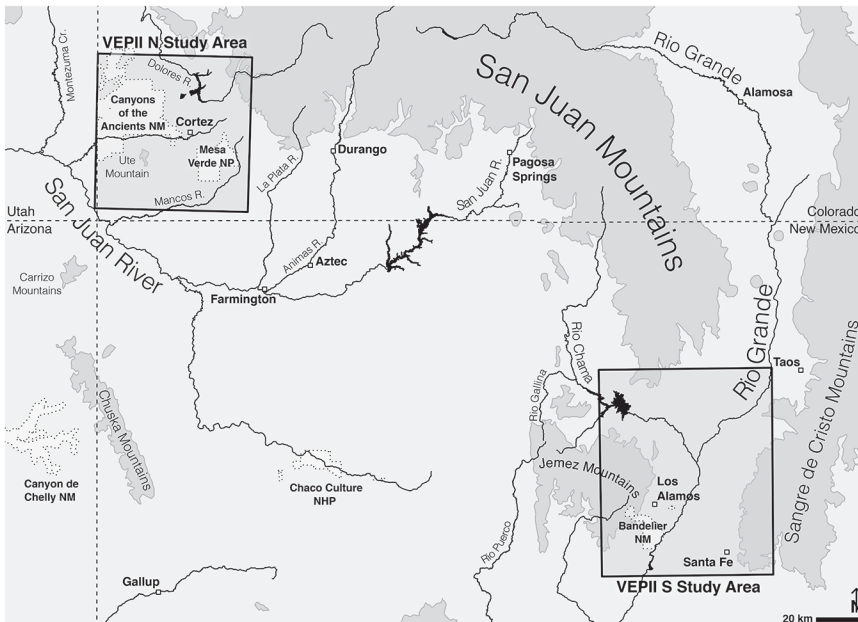 VEPII N Study Area
Montezuma Cr.
Dolores R.
Canyons
of the
Ancients NM
Cortez
Mesa
Verde NP
Ute
Mountain
Mancos R.
La Plata R.
Durango
San Juan R.
Pagosa
Springs
San Juan Mountains
Rio Grande
Alamosa
Utah
Arizona
Colorado
New Mexico
San Juan River
Carrizo
Mountains
Animas R.
Aztec
Farmington
Rio Chama
Rio Gallina
Rio Grande
Taos
Sangre de Cristo Mountains
Chuska Mountains
Canyon de
Chelly NM
Chaco Culture
NHP
Jemez Mountains
Los
Alamos
Bandelier
NM
Rio Puerco
Santa Fe
VEPII S Study Area
Gallup
N
20 km